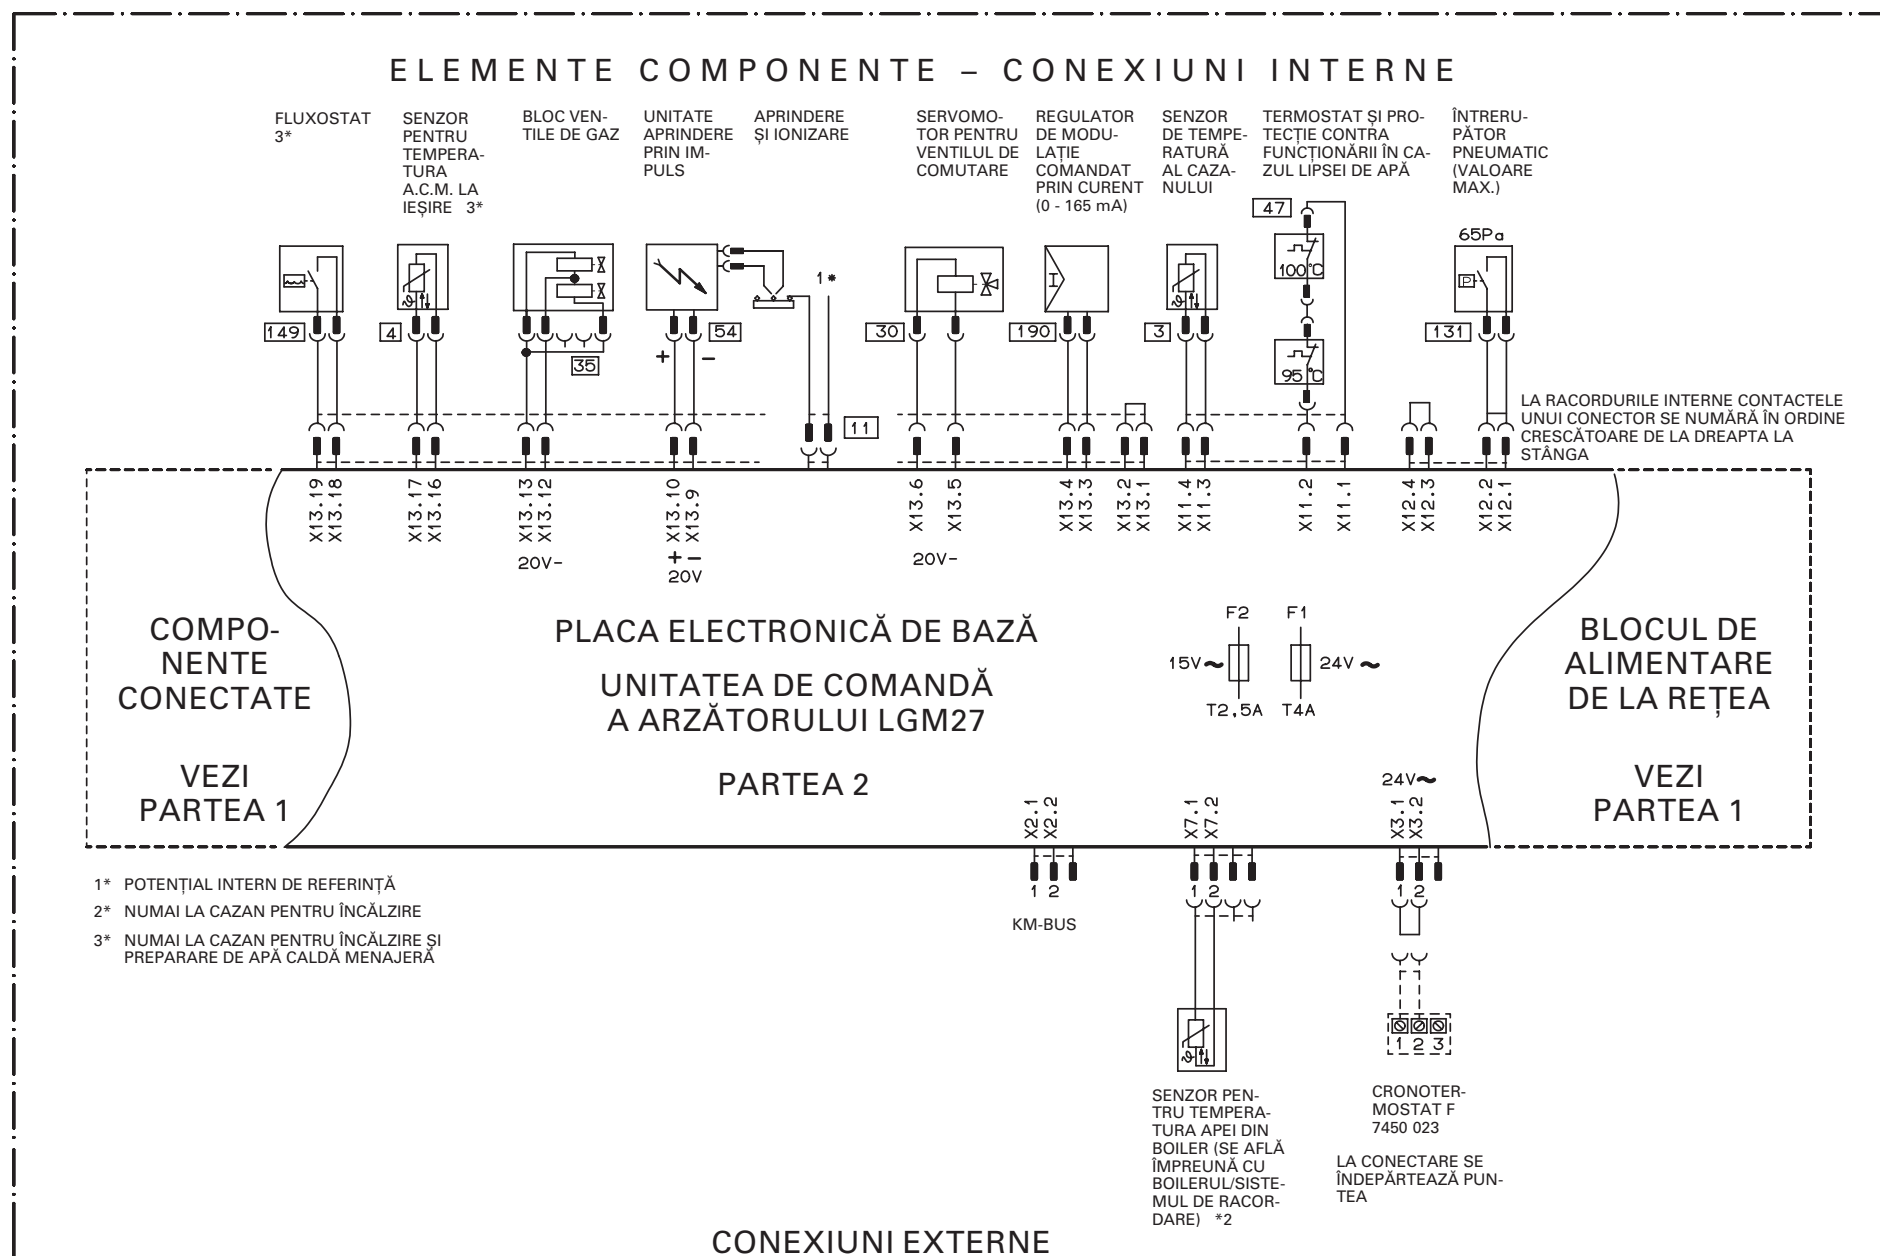 ELEMENTE COMPONENTE – CONEXIUNI INTERNE
FLUXOSTAT
3*
SENZOR
PENTRU
TEMPERA-
TURA
A.C.M. LA
IEȘIRE 3*
BLOC VEN-
TILE DE GAZ
UNITATE
APRINDERE
PRIN IM-
PULS
APRINDERE
ȘI IONIZARE
SERVOMO-
TOR PENTRU
VENTILUL DE
COMUTARE
REGULATOR
DE MODU-
LAȚIE
COMANDAT
PRIN CURENT
(0 - 165 mA)
SENZOR
DE TEMPE-
RATURĂ
AL CAZA-
NULUI
TERMOSTAT ȘI PRO-
TECȚIE CONTRA
FUNCȚIONĂRII ÎN CA-
ZUL LIPSEI DE APĂ
ÎNTRERU-
PĂTOR
PNEUMATIC
(VALOARE
MAX.)
47
65Pa
100°C
1*
I
P
149
4
35
54
30
190
3
95°C
131
+ –
11
LA RACORDURILE INTERNE CONTACTELE
UNUI CONECTOR SE NUMĂRĂ ÎN ORDINE
CRESCĂTOARE DE LA DREAPTA LA
STÂNGA
X13.19
X13.18
X13.17
X13.16
X13.13
X13.12
X13.10
X13.9
X13.6
X13.5
X13.4
X13.3
X13.2
X13.1
X11.4
X11.3
X11.2
X11.1
X12.4
X12.3
X12.2
X12.1
20V-
+ –
20V
20V-
COMPO-
NENTE
CONECTATE
VEZI
PARTEA 1
PLACA ELECTRONICĂ DE BAZĂ
UNITATEA DE COMANDĂ
A ARZĂTORULUI LGM27
PARTEA 2
F2
15V~
T2,5A
F1
24V ~
T4A
BLOCUL DE
ALIMENTARE
DE LA REȚEA
VEZI
PARTEA 1
24V~
X2.1
X2.2
X7.1
X7.2
X3.1
X3.2
1 2
1 2
1 2
KM-BUS
1* POTENȚIAL INTERN DE REFERINȚĂ
2* NUMAI LA CAZAN PENTRU ÎNCĂLZIRE
3* NUMAI LA CAZAN PENTRU ÎNCĂLZIRE ȘI
PREPARARE DE APĂ CALDĂ MENAJERĂ
1 2 3
SENZOR PEN-
TRU TEMPERA-
TURA APEI DIN
BOILER (SE AFLĂ
ÎMPREUNĂ CU
BOILERUL/SISTE-
MUL DE RACOR-
DARE) *2
CRONOTER-
MOSTAT F
7450 023
LA CONECTARE SE
ÎNDEPĂRTEAZĂ PUN-
TEA
CONEXIUNI EXTERNE